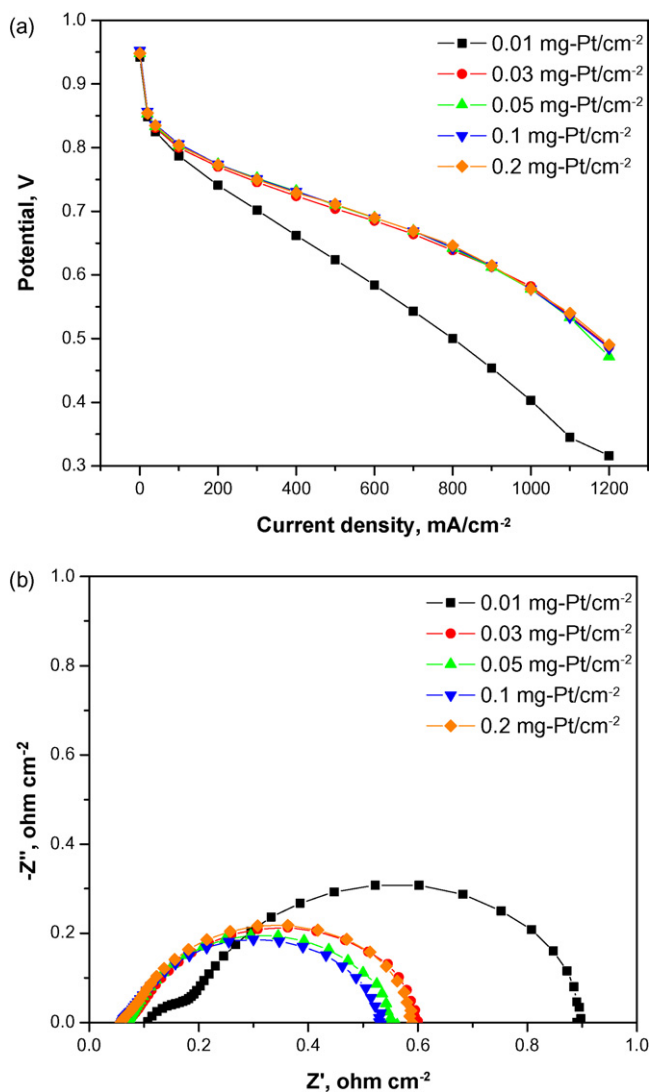 (a)
1.0
0.9
0.8
0.7
0.6
0.5
0.4
0.3
Potential, V
0.01 mg-Pt/cm⁻²
0.03 mg-Pt/cm⁻²
0.05 mg-Pt/cm⁻²
0.1 mg-Pt/cm⁻²
0.2 mg-Pt/cm⁻²
0 200 400 600 800 1000 1200
Current density, mA/cm⁻²
(b)
1.0
0.8
0.6
0.4
0.2
0.0
-Z", ohm cm⁻²
0.01 mg-Pt/cm⁻²
0.03 mg-Pt/cm⁻²
0.05 mg-Pt/cm⁻²
0.1 mg-Pt/cm⁻²
0.2 mg-Pt/cm⁻²
0.0 0.2 0.4 0.6 0.8 1.0
Z', ohm cm⁻²